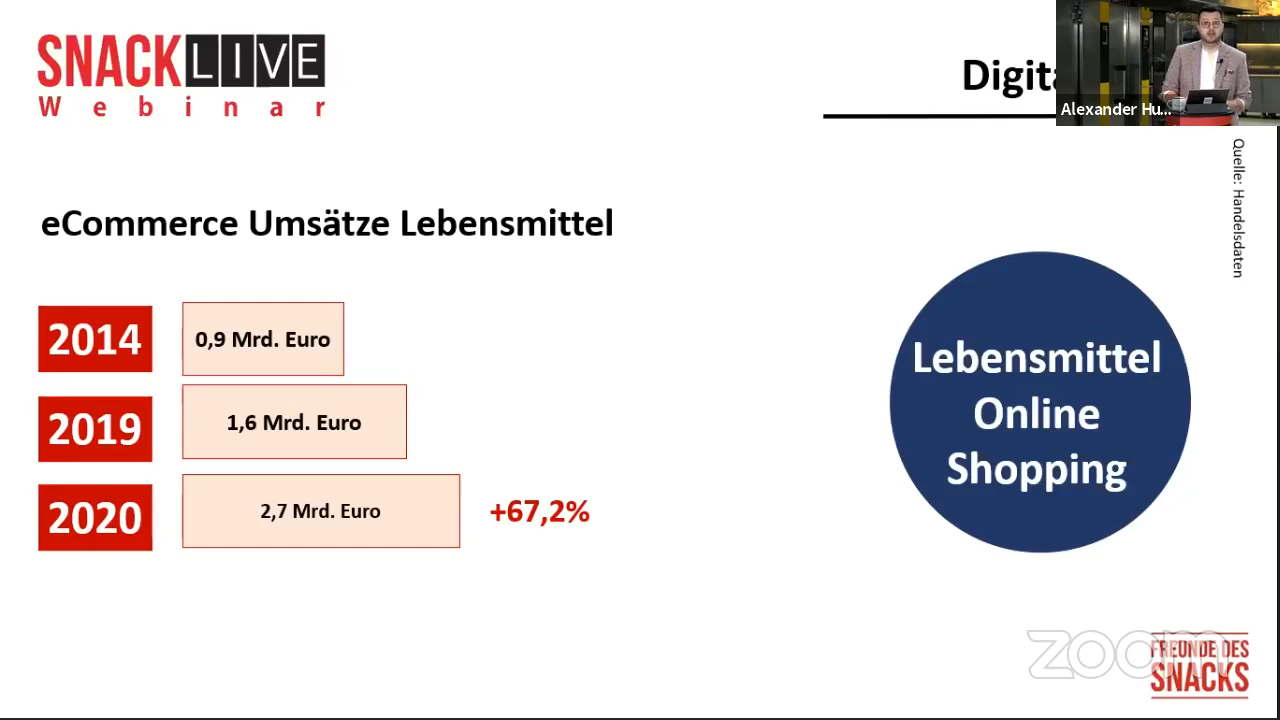 SNACK LIVE
Webinar
Alexander Hu...
Quelle: Handelsdaten
eCommerce Umsätze Lebensmittel
2014
0,9 Mrd. Euro
2019
1,6 Mrd. Euro
2020
2,7 Mrd. Euro
+67,2%
Lebensmittel
Online
Shopping
zoom
FREUNDE DES
SNACKS